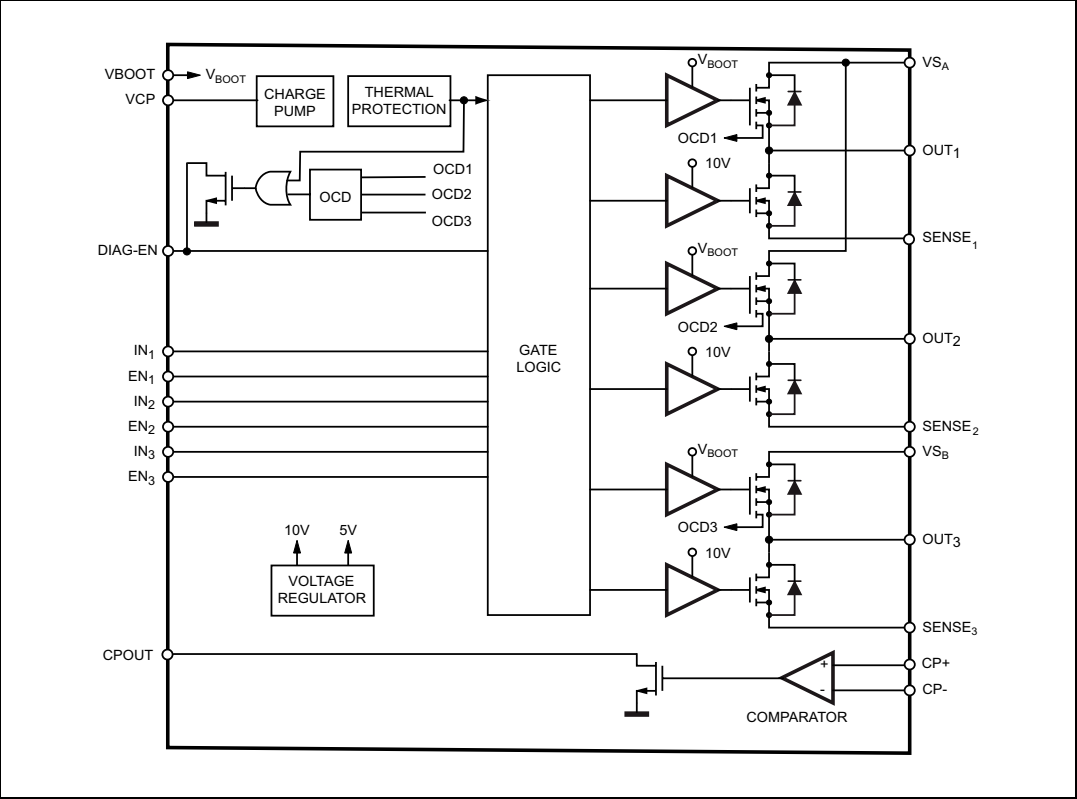 VBOOT
V_BOOT
VCP
CHARGE
PUMP
THERMAL
PROTECTION
OCD
OCD1
OCD2
OCD3
DIAG-EN
IN1
EN1
IN2
EN2
IN3
EN3
10V
5V
VOLTAGE
REGULATOR
CPOUT
GATE
LOGIC
VBOOT
OCD1
10V
VBOOT
OCD2
10V
VBOOT
OCD3
10V
+
-
COMPARATOR
VSA
OUT1
SENSE1
OUT2
SENSE2
VSB
OUT3
SENSE3
CP+
CP-